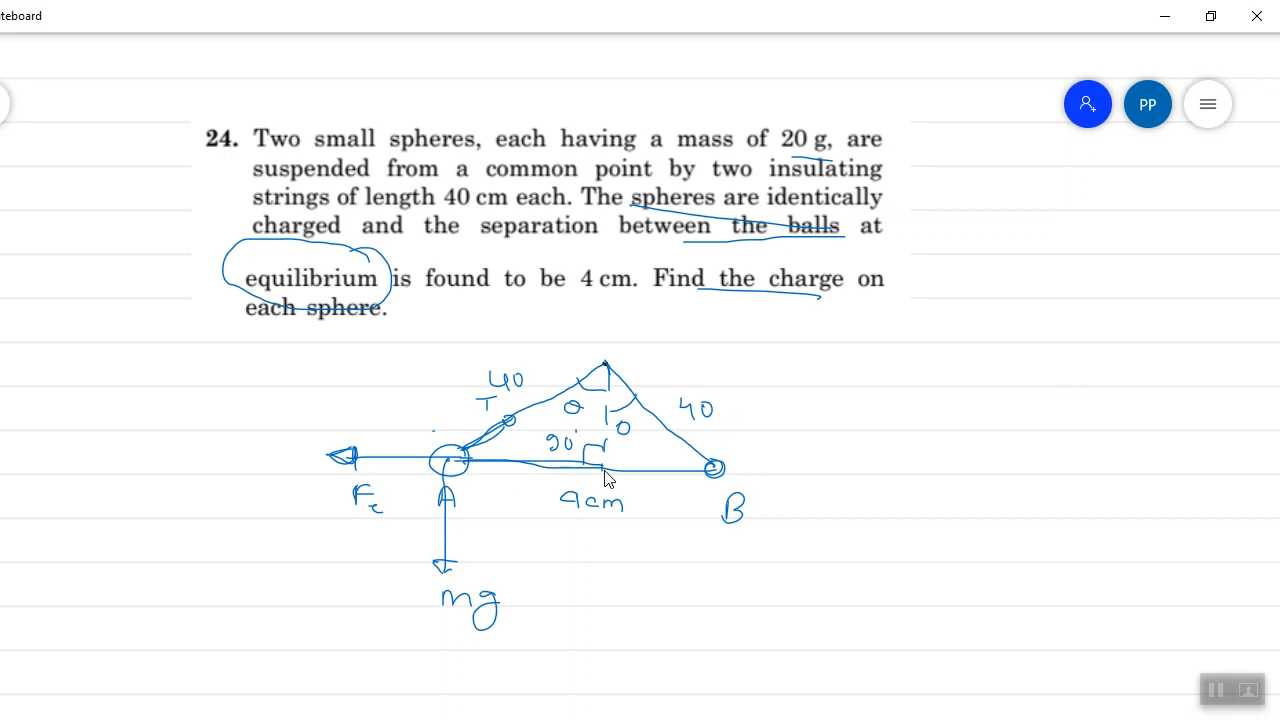 teboard
PP
24. Two small spheres, each having a mass of 20 g, are
suspended from a common point by two insulating
strings of length 40 cm each. The spheres are identically
charged and the separation between the balls at
equilibrium is found to be 4 cm. Find the charge on
each sphere.
40
T
θ
θ
40
90°
Fe
A
4cm
B
mg